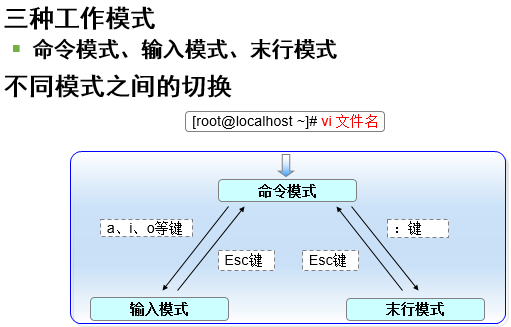 三种工作模式
命令模式、输入模式、末行模式
不同模式之间的切换
[root@localhost ~]# vi 文件名
命令模式
a、i、o等键
：键
Esc键
Esc键
输入模式
末行模式